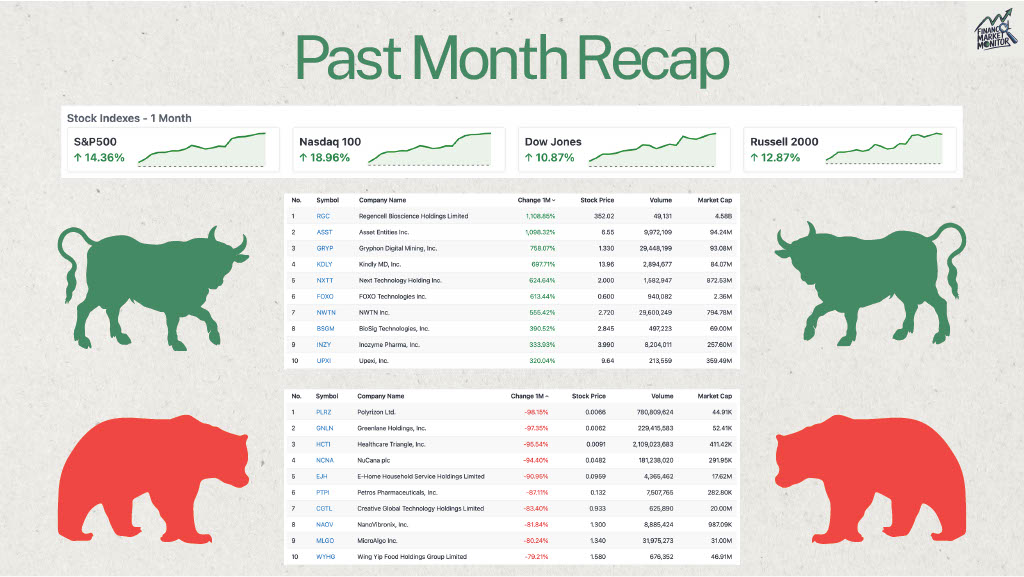 FINANCIAL
MARKET
MONITOR
Past Month Recap
Stock Indexes - 1 Month
S&P500
↑ 14.36%
Nasdaq 100
↑ 18.96%
Dow Jones
↑ 10.87%
Russell 2000
↑ 12.87%
No. Symbol Company Name Change 1M Stock Price Volume Market Cap
1 RGC Regencell Bioscience Holdings Limited 1,108.85% 352.02 49,131 4.58B
2 ASST Asset Entities Inc. 1,098.32% 6.55 9,972,109 94.24M
3 GRYP Gryphon Digital Mining, Inc. 758.07% 1.330 29,448,199 93.08M
4 KDLY Kindly MD, Inc. 697.71% 13.96 2,894,677 84.07M
5 NXTT Next Technology Holding Inc. 624.64% 2.000 1,582,947 872.53M
6 FOXO FOXO Technologies Inc. 613.44% 0.600 940,082 2.36M
7 NWTN NWTN Inc. 555.42% 2.720 29,600,249 794.78M
8 BSGM BioSig Technologies, Inc. 390.52% 2.845 497,223 69.00M
9 INZY Inozyme Pharma, Inc. 333.93% 3.990 8,204,011 257.60M
10 UPXI Upexi, Inc. 320.04% 9.64 213,559 359.49M
No. Symbol Company Name Change 1M Stock Price Volume Market Cap
1 PLRZ Polyrizon Ltd. -98.15% 0.0066 780,809,624 44.91K
2 GNLN Greenlane Holdings, Inc. -97.35% 0.0062 229,415,583 52.41K
3 HCTI Healthcare Triangle, Inc. -95.54% 0.0091 2,109,023,683 411.42K
4 NCNA NuCana plc -94.40% 0.0482 181,238,020 291.95K
5 EJH E-Home Household Service Holdings Limited -90.95% 0.0959 4,365,462 17.62M
6 PTPI Petros Pharmaceuticals, Inc. -87.11% 0.132 7,507,765 282.80K
7 CGTL Creative Global Technology Holdings Limited -83.40% 0.933 625,890 20.00M
8 NAOV NanoVibronix, Inc. -81.84% 1.300 8,885,424 987.09K
9 MLGO MicroAlgo Inc. -80.24% 1.340 31,975,273 31.00M
10 WYHG Wing Yip Food Holdings Group Limited -79.21% 1.580 676,352 46.91M